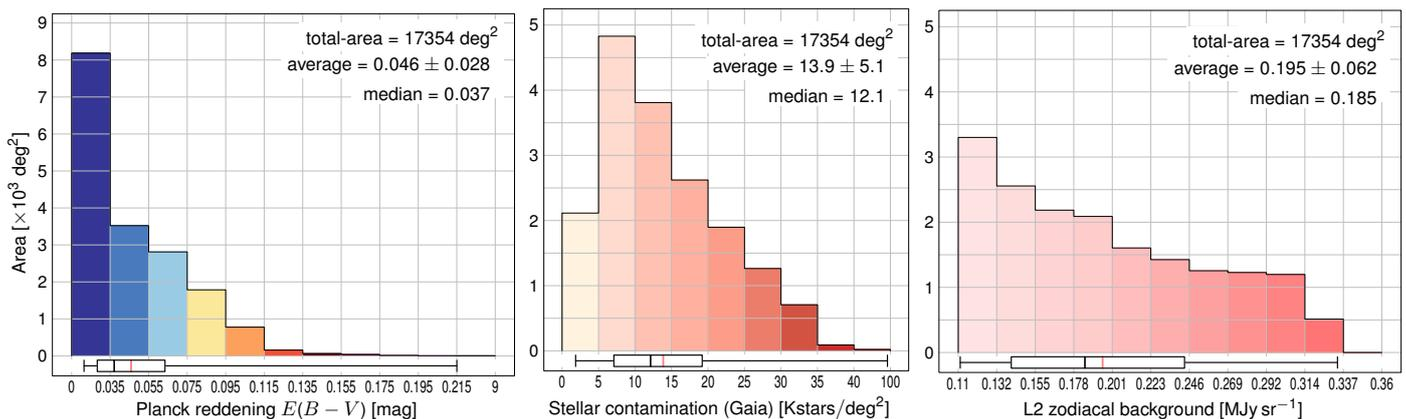 total-area = 17354 deg²
average = 0.046 ± 0.028
median = 0.037
9
8
7
6
5
4
3
2
1
0
Area [×10³ deg²]
0 0.035 0.055 0.075 0.095 0.115 0.135 0.155 0.175 0.195 0.215 9
Planck reddening E(B − V) [mag]
total-area = 17354 deg²
average = 13.9 ± 5.1
median = 12.1
5
4
3
2
1
0
0 5 10 15 20 25 30 35 40 100
Stellar contamination (Gaia) [Kstars/deg²]
total-area = 17354 deg²
average = 0.195 ± 0.062
median = 0.185
5
4
3
2
1
0
0.11 0.132 0.155 0.178 0.201 0.223 0.246 0.269 0.292 0.314 0.337 0.36
L2 zodiacal background [MJy sr⁻¹]